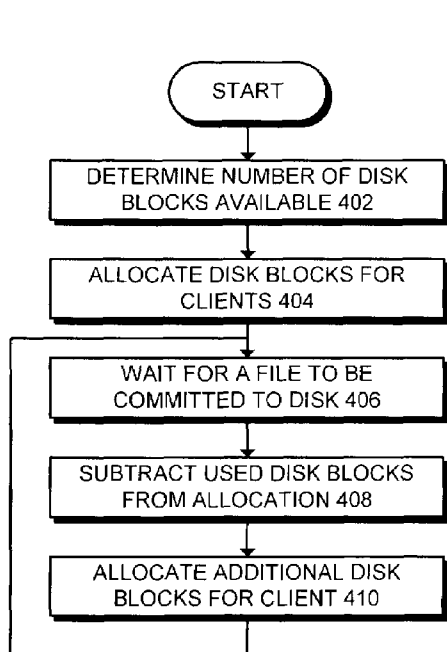 START
DETERMINE NUMBER OF DISK
BLOCKS AVAILABLE 402
ALLOCATE DISK BLOCKS FOR
CLIENTS 404
WAIT FOR A FILE TO BE
COMMITTED TO DISK 406
SUBTRACT USED DISK BLOCKS
FROM ALLOCATION 408
ALLOCATE ADDITIONAL DISK
BLOCKS FOR CLIENT 410